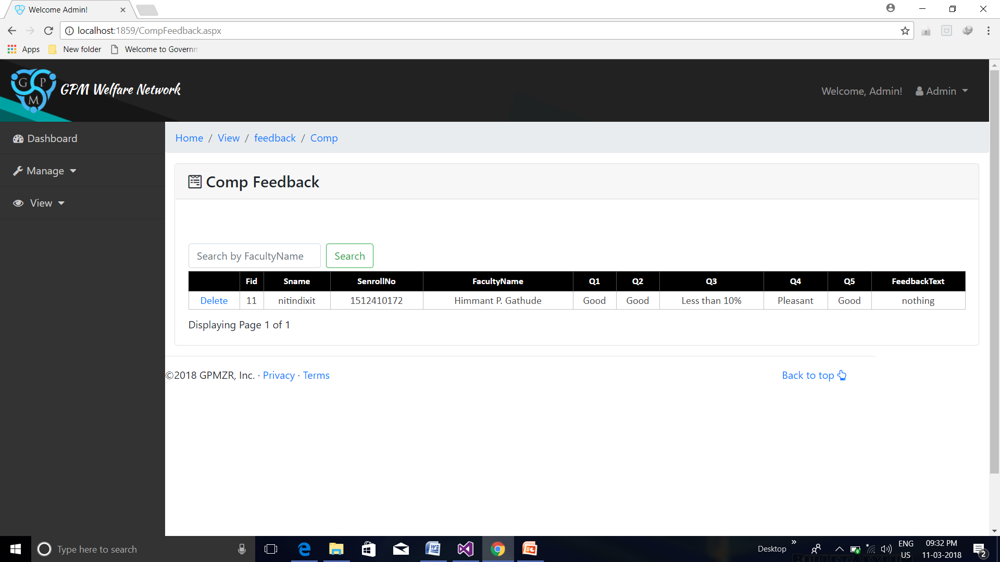 Welcome Admin!
localhost:1859/CompFeedback.aspx
Apps New folder Welcome to Governm
G P M
GPM Welfare Network
Welcome, Admin! Admin
Dashboard
Manage
View
Home / View / feedback / Comp
Comp Feedback
Search by FacultyName Search
Fid Sname SenrollNo FacultyName Q1 Q2 Q3 Q4 Q5 FeedbackText
Delete 11 nitindixit 1512410172 Himmant P. Gathude Good Good Less than 10% Pleasant Good nothing
Displaying Page 1 of 1
©2018 GPMZR, Inc. · Privacy · Terms
Back to top
Type here to search
Desktop
ENG
US
09:32 PM
11-03-2018
2